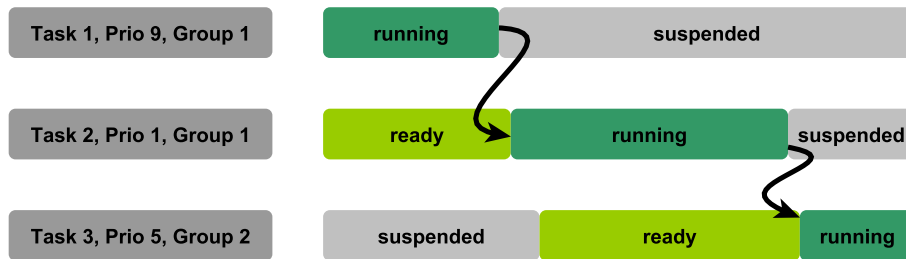 Task 1, Prio 9, Group 1
running
suspended
Task 2, Prio 1, Group 1
ready
running
suspended
Task 3, Prio 5, Group 2
suspended
ready
running